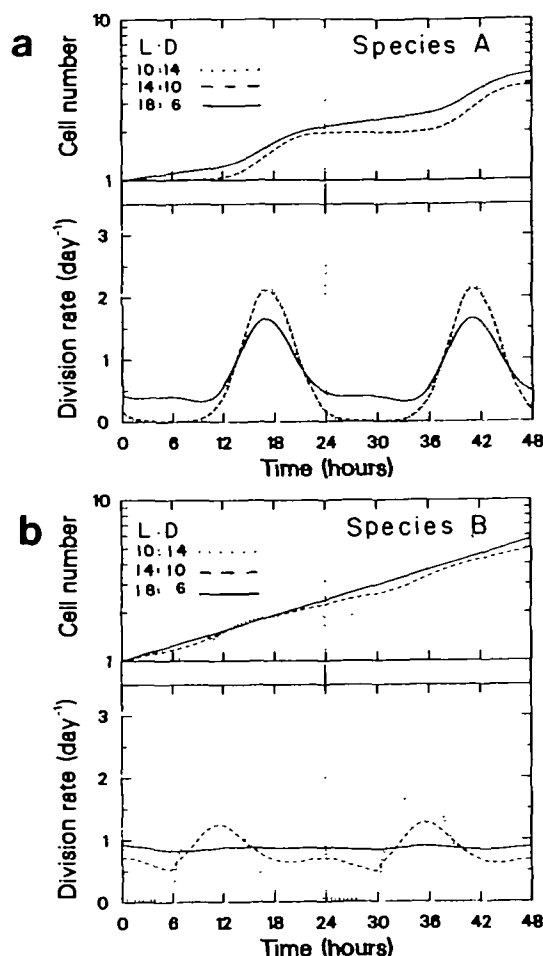 a
10
L·D
10:14
14:10
18:6
Species A
Cell number
1
3
2
1
0
Division rate (day⁻¹)
0 6 12 18 24 30 36 42 48
Time (hours)
b
10
L·D
10:14
14:10
18:6
Species B
Cell number
1
3
2
1
0
Division rate (day⁻¹)
0 6 12 18 24 30 36 42 48
Time (hours)